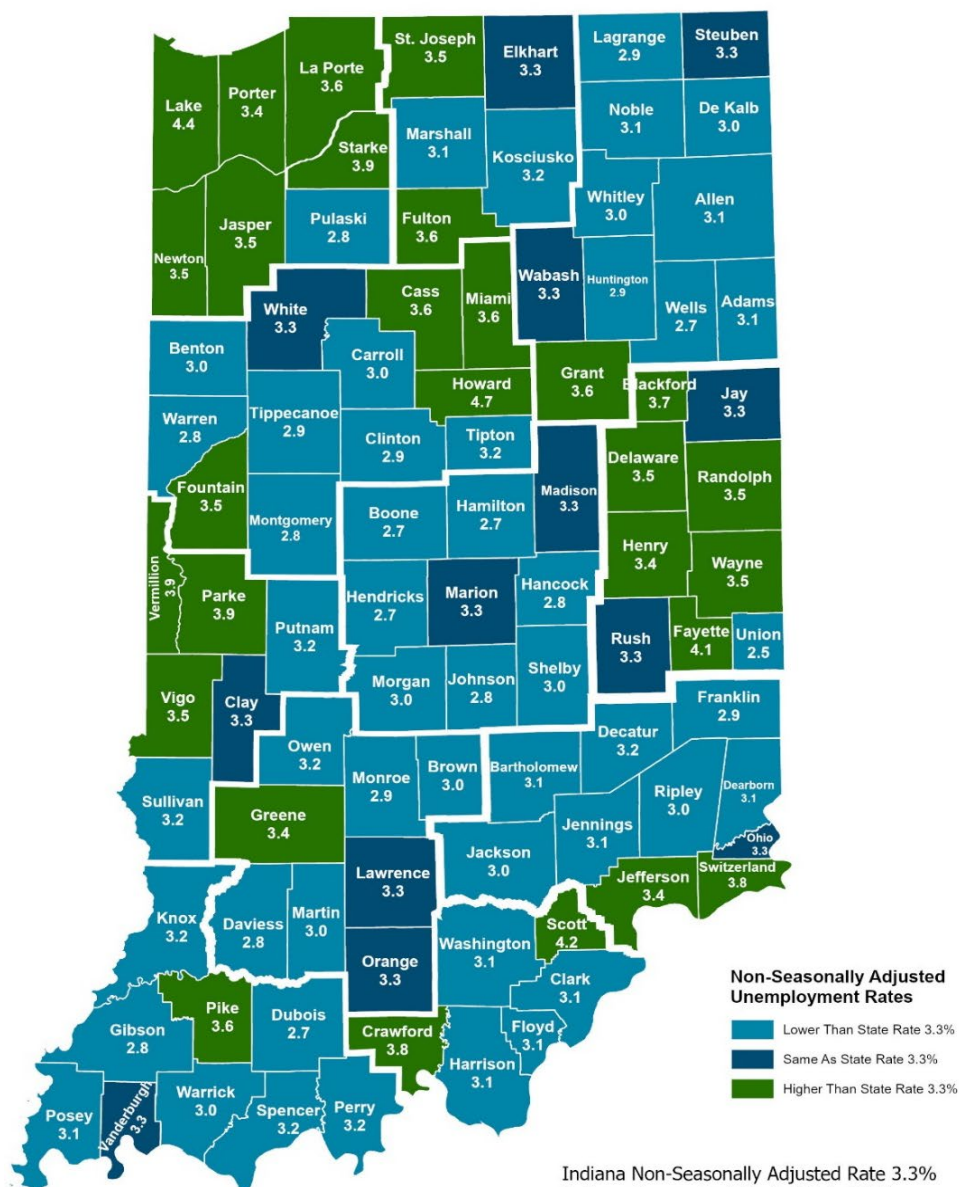 St. Joseph
3.5
Elkhart
3.3
Lagrange
2.9
Steuben
3.3
La Porte
3.6
Porter
3.4
Lake
4.4
Noble
3.1
De Kalb
3.0
Marshall
3.1
Starke
3.9
Kosciusko
3.2
Whitley
3.0
Allen
3.1
Pulaski
2.8
Fulton
3.6
Jasper
3.5
Newton
3.5
Wabash
3.3
Huntington
2.9
Cass
3.6
Miami
3.6
White
3.3
Wells
2.7
Adams
3.1
Benton
3.0
Carroll
3.0
Grant
3.6
Blackford
3.7
Jay
3.3
Howard
4.7
Warren
2.8
Tippecanoe
2.9
Clinton
2.9
Tipton
3.2
Delaware
3.5
Randolph
3.5
Fountain
3.5
Madison
3.3
Montgomery
2.8
Boone
2.7
Hamilton
2.7
Henry
3.4
Wayne
3.5
Vermillion
3.9
Parke
3.9
Hendricks
2.7
Marion
3.3
Hancock
2.8
Putnam
3.2
Rush
3.3
Fayette
4.1
Union
2.5
Vigo
3.5
Clay
3.3
Morgan
3.0
Johnson
2.8
Shelby
3.0
Franklin
2.9
Decatur
3.2
Owen
3.2
Monroe
2.9
Brown
3.0
Bartholomew
3.1
Ripley
3.0
Dearborn
3.1
Sullivan
3.2
Greene
3.4
Jennings
3.1
Ohio
3.3
Jackson
3.0
Lawrence
3.3
Jefferson
3.4
Switzerland
3.8
Knox
3.2
Daviess
2.8
Martin
3.0
Scott
4.2
Washington
3.1
Orange
3.3
Clark
3.1
Pike
3.6
Dubois
2.7
Gibson
2.8
Crawford
3.8
Floyd
3.1
Harrison
3.1
Posey
3.1
Vanderburgh
3.3
Warrick
3.0
Spencer
3.2
Perry
3.2
Non-Seasonally Adjusted
Unemployment Rates
Lower Than State Rate 3.3%
Same As State Rate 3.3%
Higher Than State Rate 3.3%
Indiana Non-Seasonally Adjusted Rate 3.3%